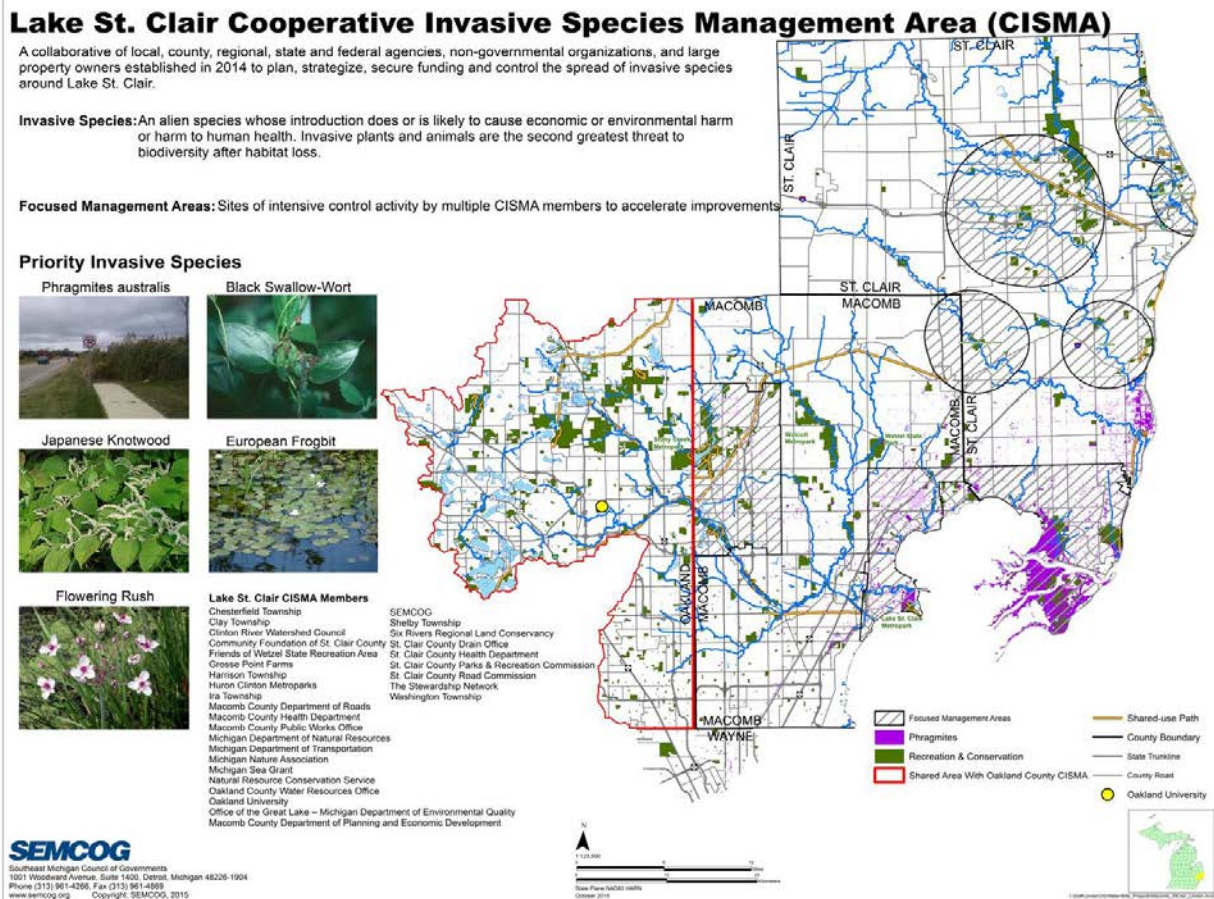 Lake St. Clair Cooperative Invasive Species Management Area (CISMA)
A collaborative of local, county, regional, state and federal agencies, non-governmental organizations, and large
property owners established in 2014 to plan, strategize, secure funding and control the spread of invasive species
around Lake St. Clair.
Invasive Species: An alien species whose introduction does or is likely to cause economic or environmental harm
or harm to human health. Invasive plants and animals are the second greatest threat to
biodiversity after habitat loss.
Focused Management Areas: Sites of intensive control activity by multiple CISMA members to accelerate improvements.
Priority Invasive Species
Phragmites australis
Black Swallow-Wort
Japanese Knotwood
European Frogbit
Flowering Rush
Lake St. Clair CISMA Members
Chesterfield Township
Clay Township
Clinton River Watershed Council
Community Foundation of St. Clair County
Friends of Wetzel State Recreation Area
Grosse Point Farms
Harrison Township
Huron Clinton Metroparks
Ira Township
Macomb County Department of Roads
Macomb County Health Department
Macomb County Public Works Office
Michigan Department of Natural Resources
Michigan Department of Transportation
Michigan Nature Association
Michigan Sea Grant
Natural Resource Conservation Service
Oakland County Water Resources Office
Oakland University
Office of the Great Lake – Michigan Department of Environmental Quality
Macomb County Department of Planning and Economic Development
SEMCOG
Shelby Township
Six Rivers Regional Land Conservancy
St. Clair County Drain Office
St. Clair County Health Department
St. Clair County Parks & Recreation Commission
St. Clair County Road Commission
The Stewardship Network
Washington Township
ST. CLAIR
ST. CLAIR
ST. CLAIR
MACOMB
MACOMB
MACOMB
ST. CLAIR
Stony Creek
Metropark
Wolcott
Metropark
Wetzel State
OAKLAND
MACOMB
Lake St. Clair
Metropark
MACOMB
WAYNE
Focused Management Areas
Phragmites
Recreation & Conservation
Shared Area With Oakland County CISMA
Shared-use Path
County Boundary
State Trunkline
County Road
Oakland University
SEMCOG
Southeast Michigan Council of Governments
1001 Woodward Avenue, Suite 1400, Detroit, Michigan 48226-1904
Phone (313) 961-4266, Fax (313) 961-4869
www.semcog.org Copyright: SEMCOG, 2015
N
State Plane NAD83 HARN